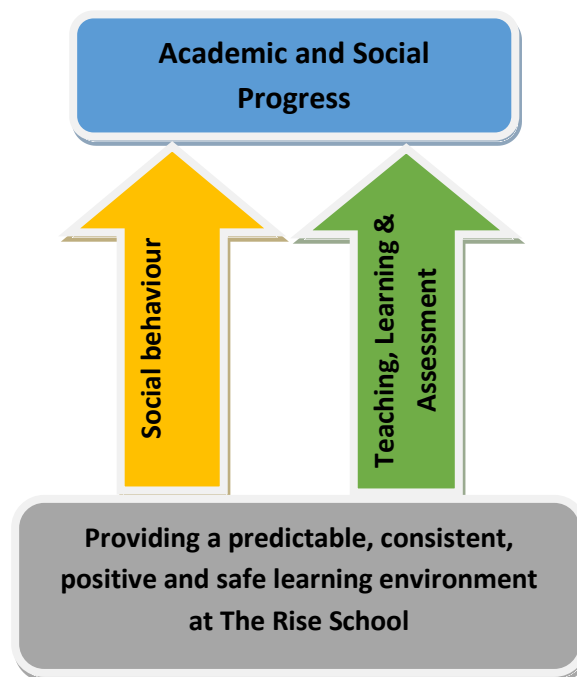 Academic and Social
Progress
Social behaviour
Teaching, Learning &
Assessment
Providing a predictable, consistent,
positive and safe learning environment
at The Rise School